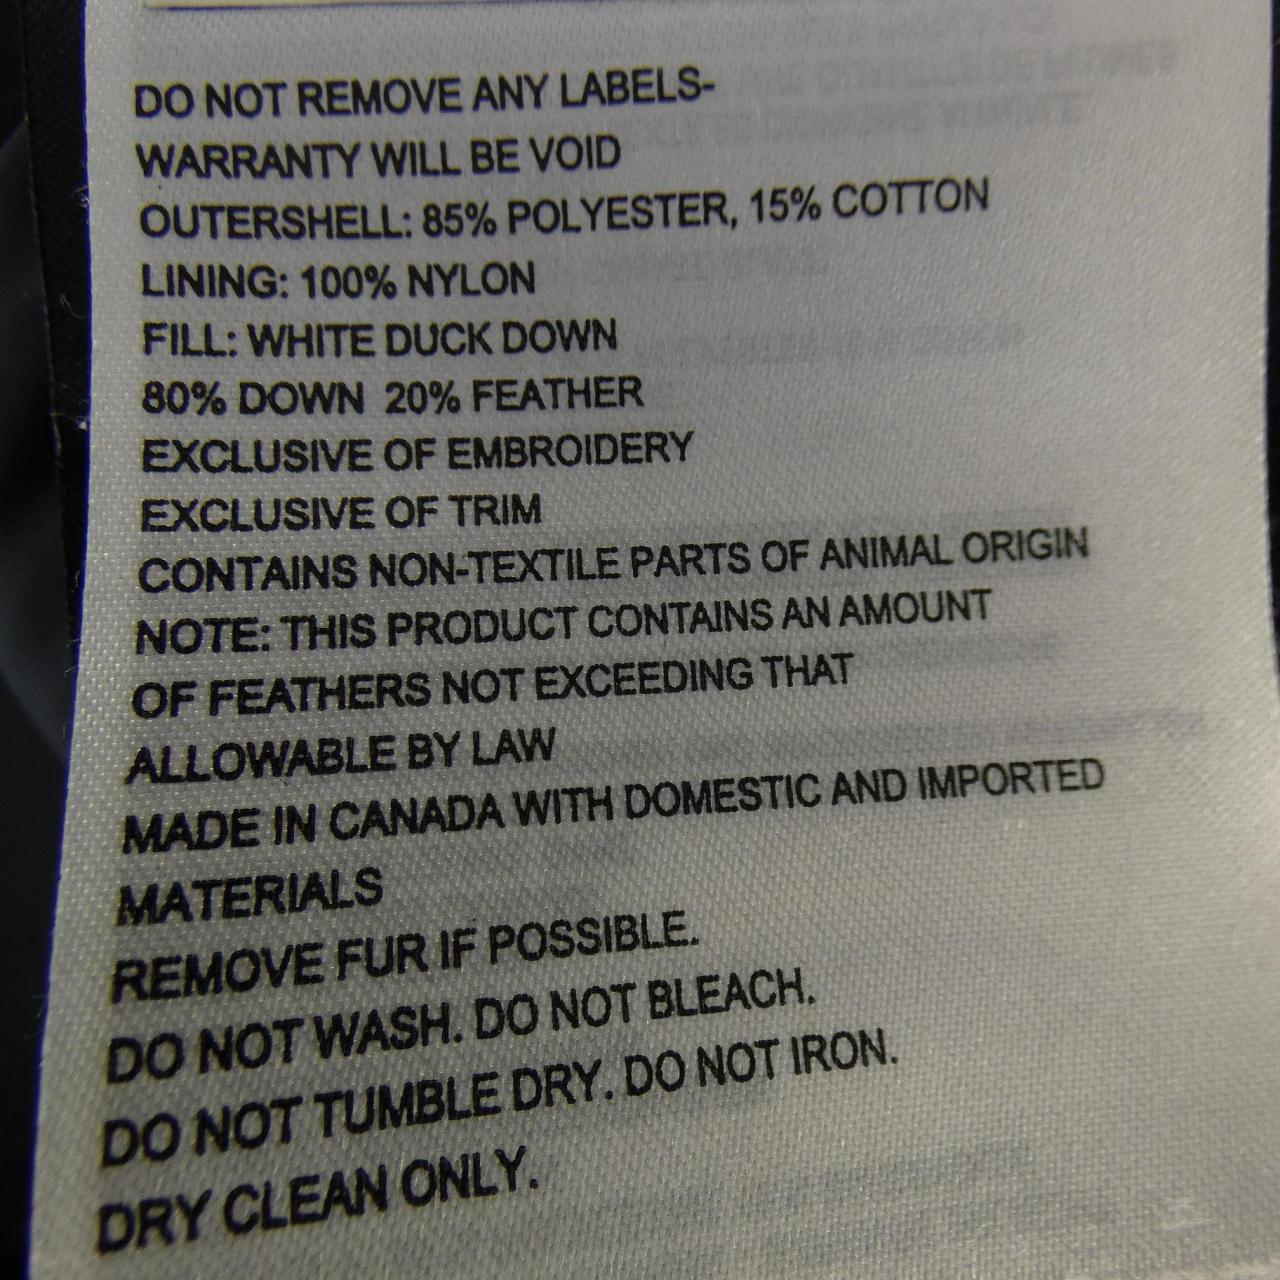 DO NOT REMOVE ANY LABELS-
WARRANTY WILL BE VOID
OUTERSHELL: 85% POLYESTER, 15% COTTON
LINING: 100% NYLON
FILL: WHITE DUCK DOWN
80% DOWN 20% FEATHER
EXCLUSIVE OF EMBROIDERY
EXCLUSIVE OF TRIM
CONTAINS NON-TEXTILE PARTS OF ANIMAL ORIGIN
NOTE: THIS PRODUCT CONTAINS AN AMOUNT
OF FEATHERS NOT EXCEEDING THAT
ALLOWABLE BY LAW
MADE IN CANADA WITH DOMESTIC AND IMPORTED
MATERIALS
REMOVE FUR IF POSSIBLE.
DO NOT WASH. DO NOT BLEACH.
DO NOT TUMBLE DRY. DO NOT IRON.
DRY CLEAN ONLY.